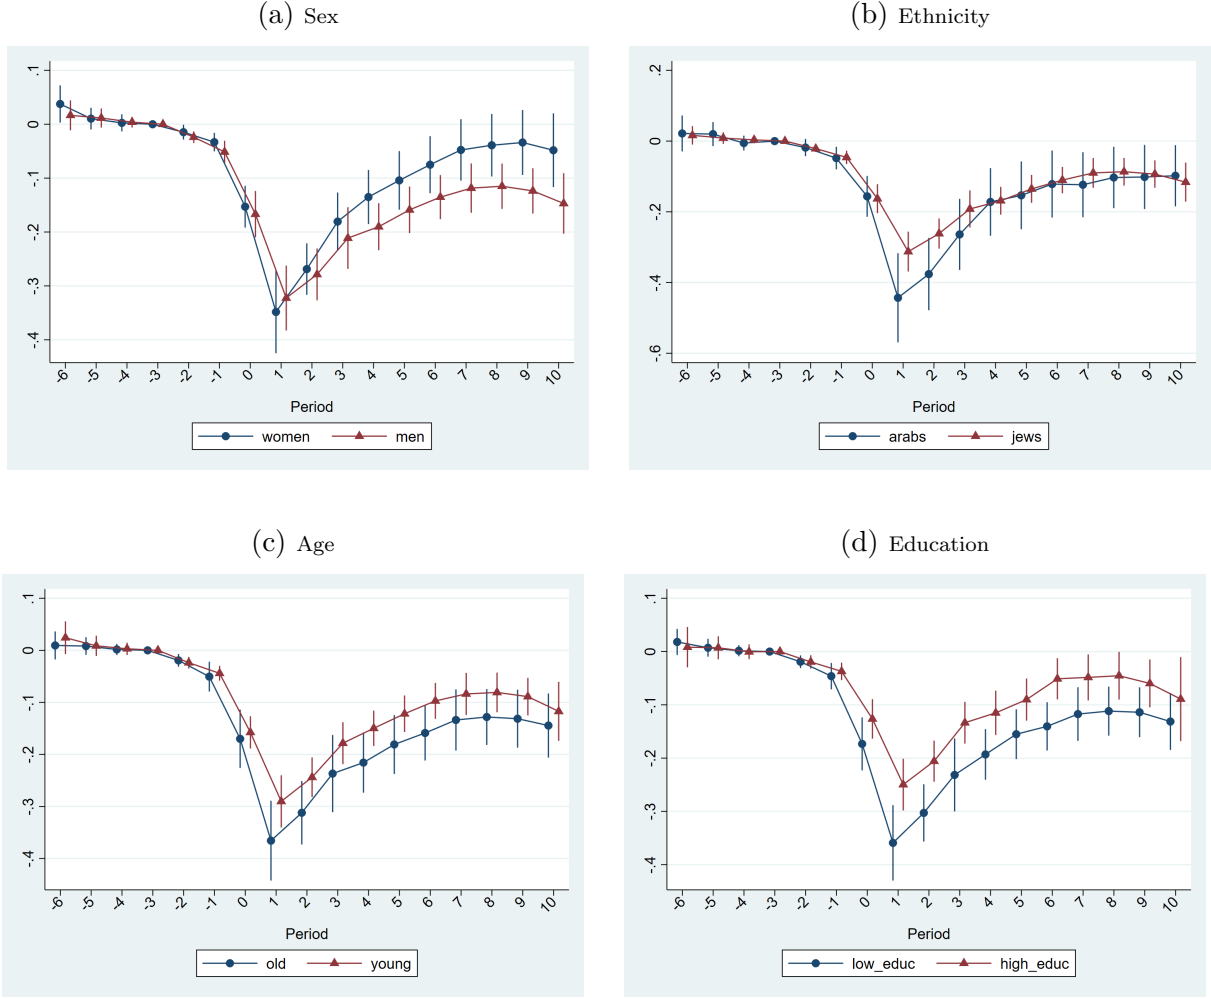 (a) Sex
.1
0
-.1
-.2
-.3
-.4
-6 -5 -4 -3 -2 -1 0 1 2 3 4 5 6 7 8 9 10
Period
women men
(b) Ethnicity
.2
0
-.2
-.4
-.6
-6 -5 -4 -3 -2 -1 0 1 2 3 4 5 6 7 8 9 10
Period
arabs jews
(c) Age
.1
0
-.1
-.2
-.3
-.4
-6 -5 -4 -3 -2 -1 0 1 2 3 4 5 6 7 8 9 10
Period
old young
(d) Education
.1
0
-.1
-.2
-.3
-.4
-6 -5 -4 -3 -2 -1 0 1 2 3 4 5 6 7 8 9 10
Period
low_educ high_educ